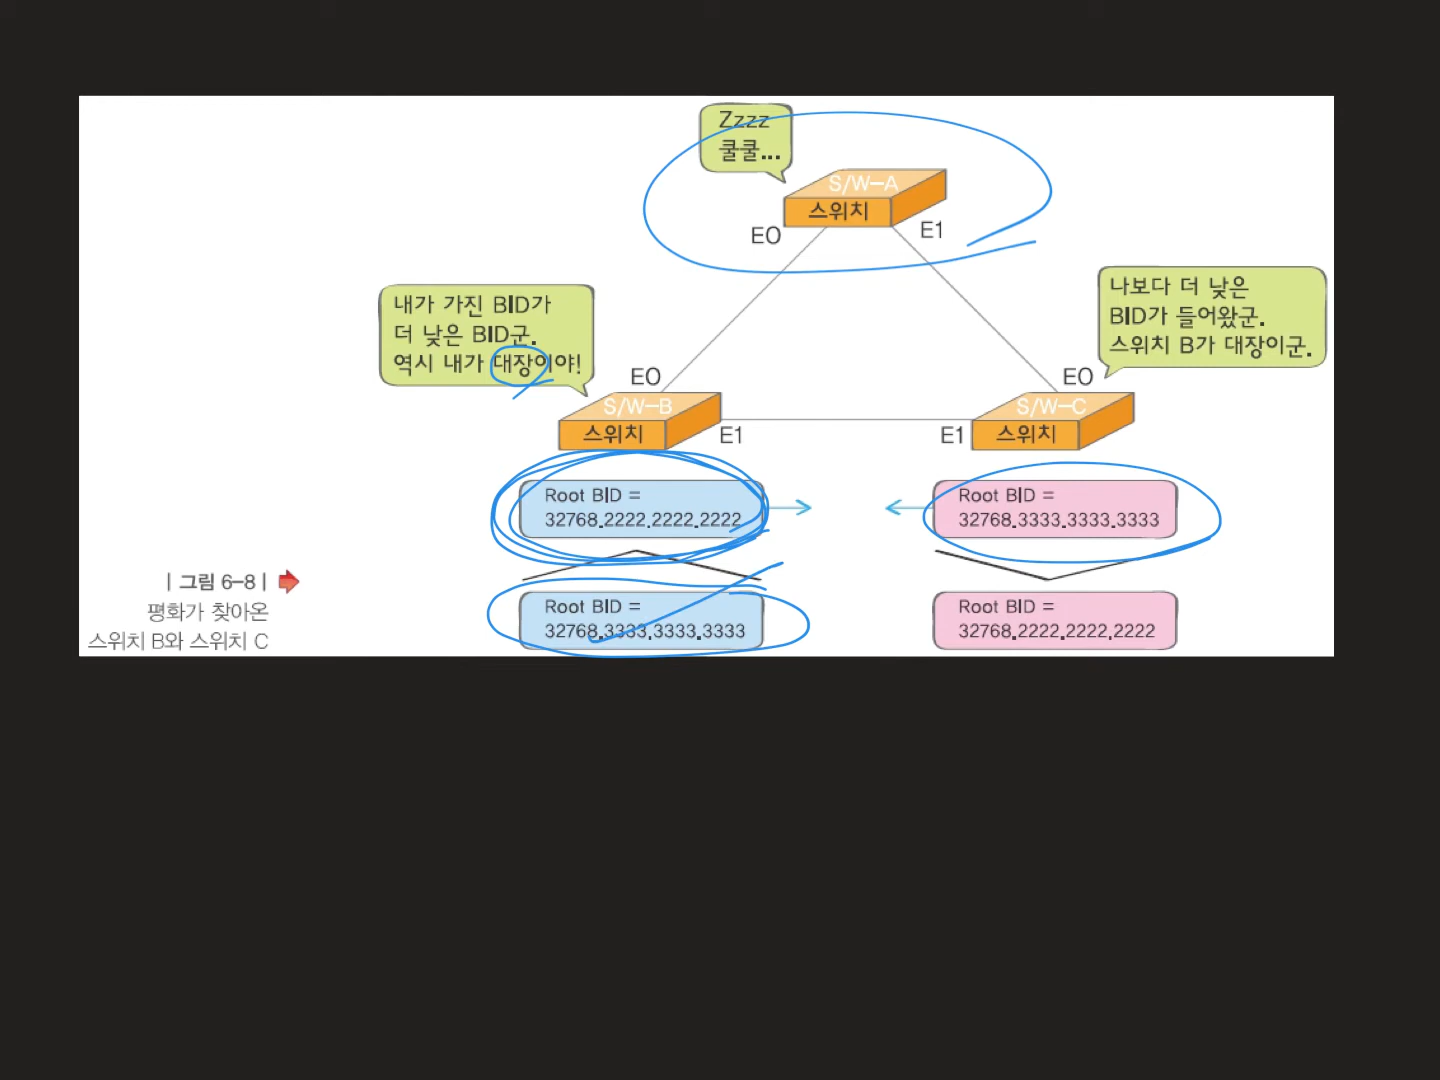 Zzzz
쿨쿨...
S/W-A
스위치
E0
E1
내가 가진 BID가
더 낮은 BID군.
역시 내가 대장이야!
나보다 더 낮은
BID가 들어왔군.
스위치 B가 대장이군.
E0
S/W-B
스위치
E1
E0
S/W-C
E1
스위치
Root BID =
32768.2222.2222.2222
Root BID =
32768.3333.3333.3333
Root BID =
32768.3333.3333.3333
Root BID =
32768.2222.2222.2222
| 그림 6-8 |
평화가 찾아온
스위치 B와 스위치 C